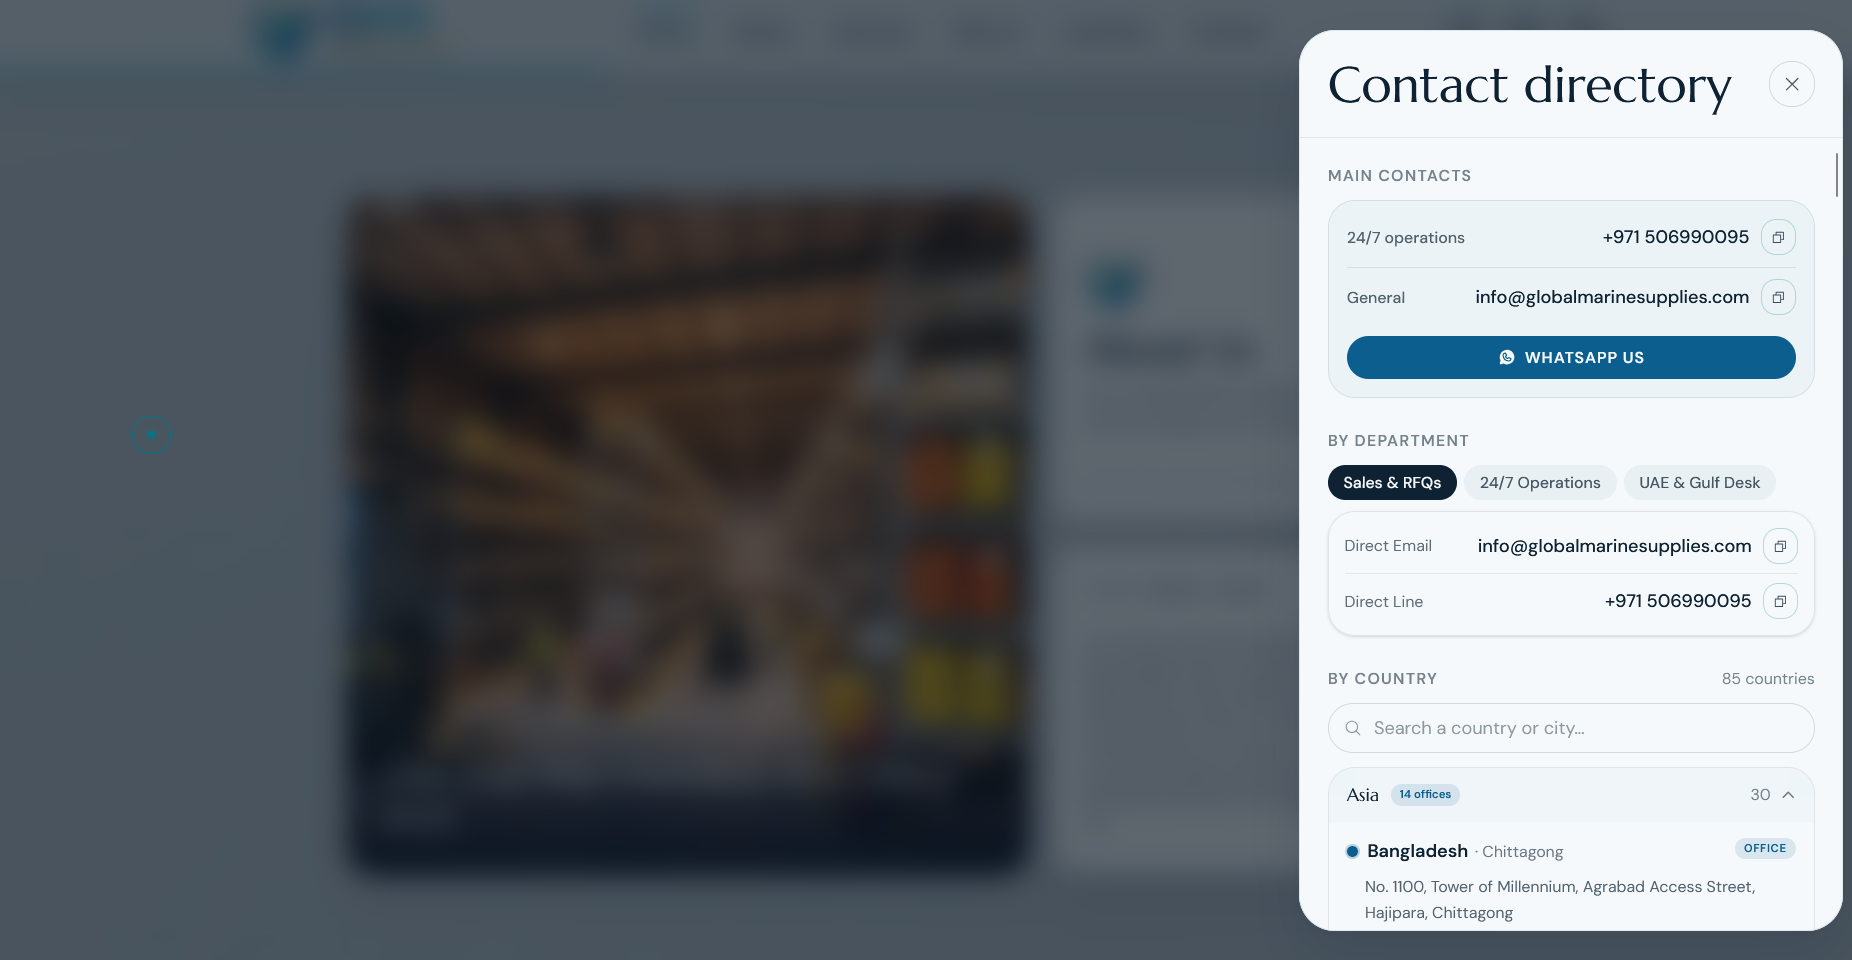 Contact directory
MAIN CONTACTS
24/7 operations +971 506990095
General info@globalmarinesupplies.com
WHATSAPP US
BY DEPARTMENT
Sales & RFQs 24/7 Operations UAE & Gulf Desk
Direct Email info@globalmarinesupplies.com
Direct Line +971 506990095
BY COUNTRY 85 countries
Search a country or city...
Asia 14 offices 30
Bangladesh · Chittagong OFFICE
No. 1100, Tower of Millennium, Agrabad Access Street,
Hajipara, Chittagong